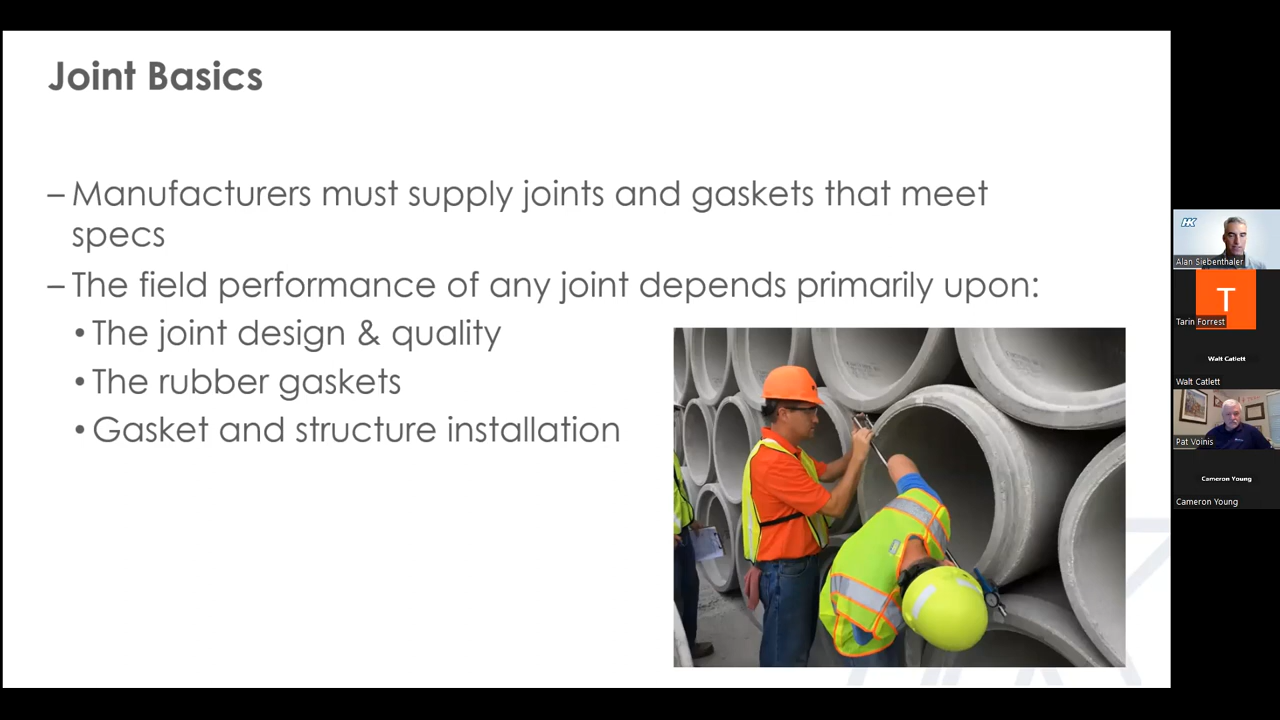 Joint Basics
– Manufacturers must supply joints and gaskets that meet
specs
– The field performance of any joint depends primarily upon:
• The joint design & quality
• The rubber gaskets
• Gasket and structure installation
HK
Alan Siebenthaler
T
Tarin Forrest
Walt Catlett
Walt Catlett
Pat Voinis
Cameron Young
Cameron Young